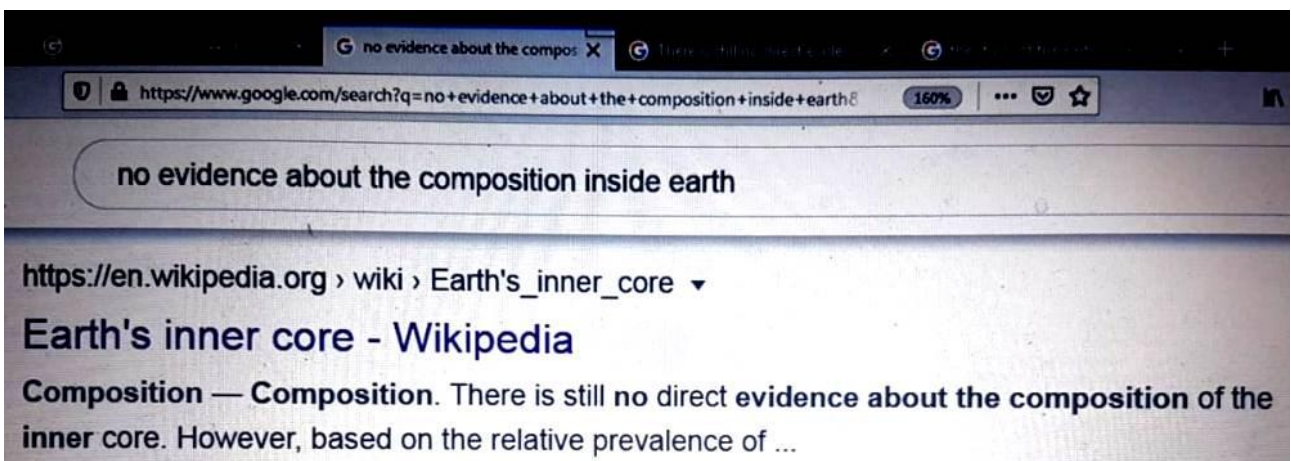 G no evidence about the compos X
https://www.google.com/search?q=no+evidence+about+the+composition+inside+earth&
160%
no evidence about the composition inside earth
https://en.wikipedia.org › wiki › Earth's_inner_core ▾
Earth's inner core - Wikipedia
Composition — Composition. There is still no direct evidence about the composition of the
inner core. However, based on the relative prevalence of ...